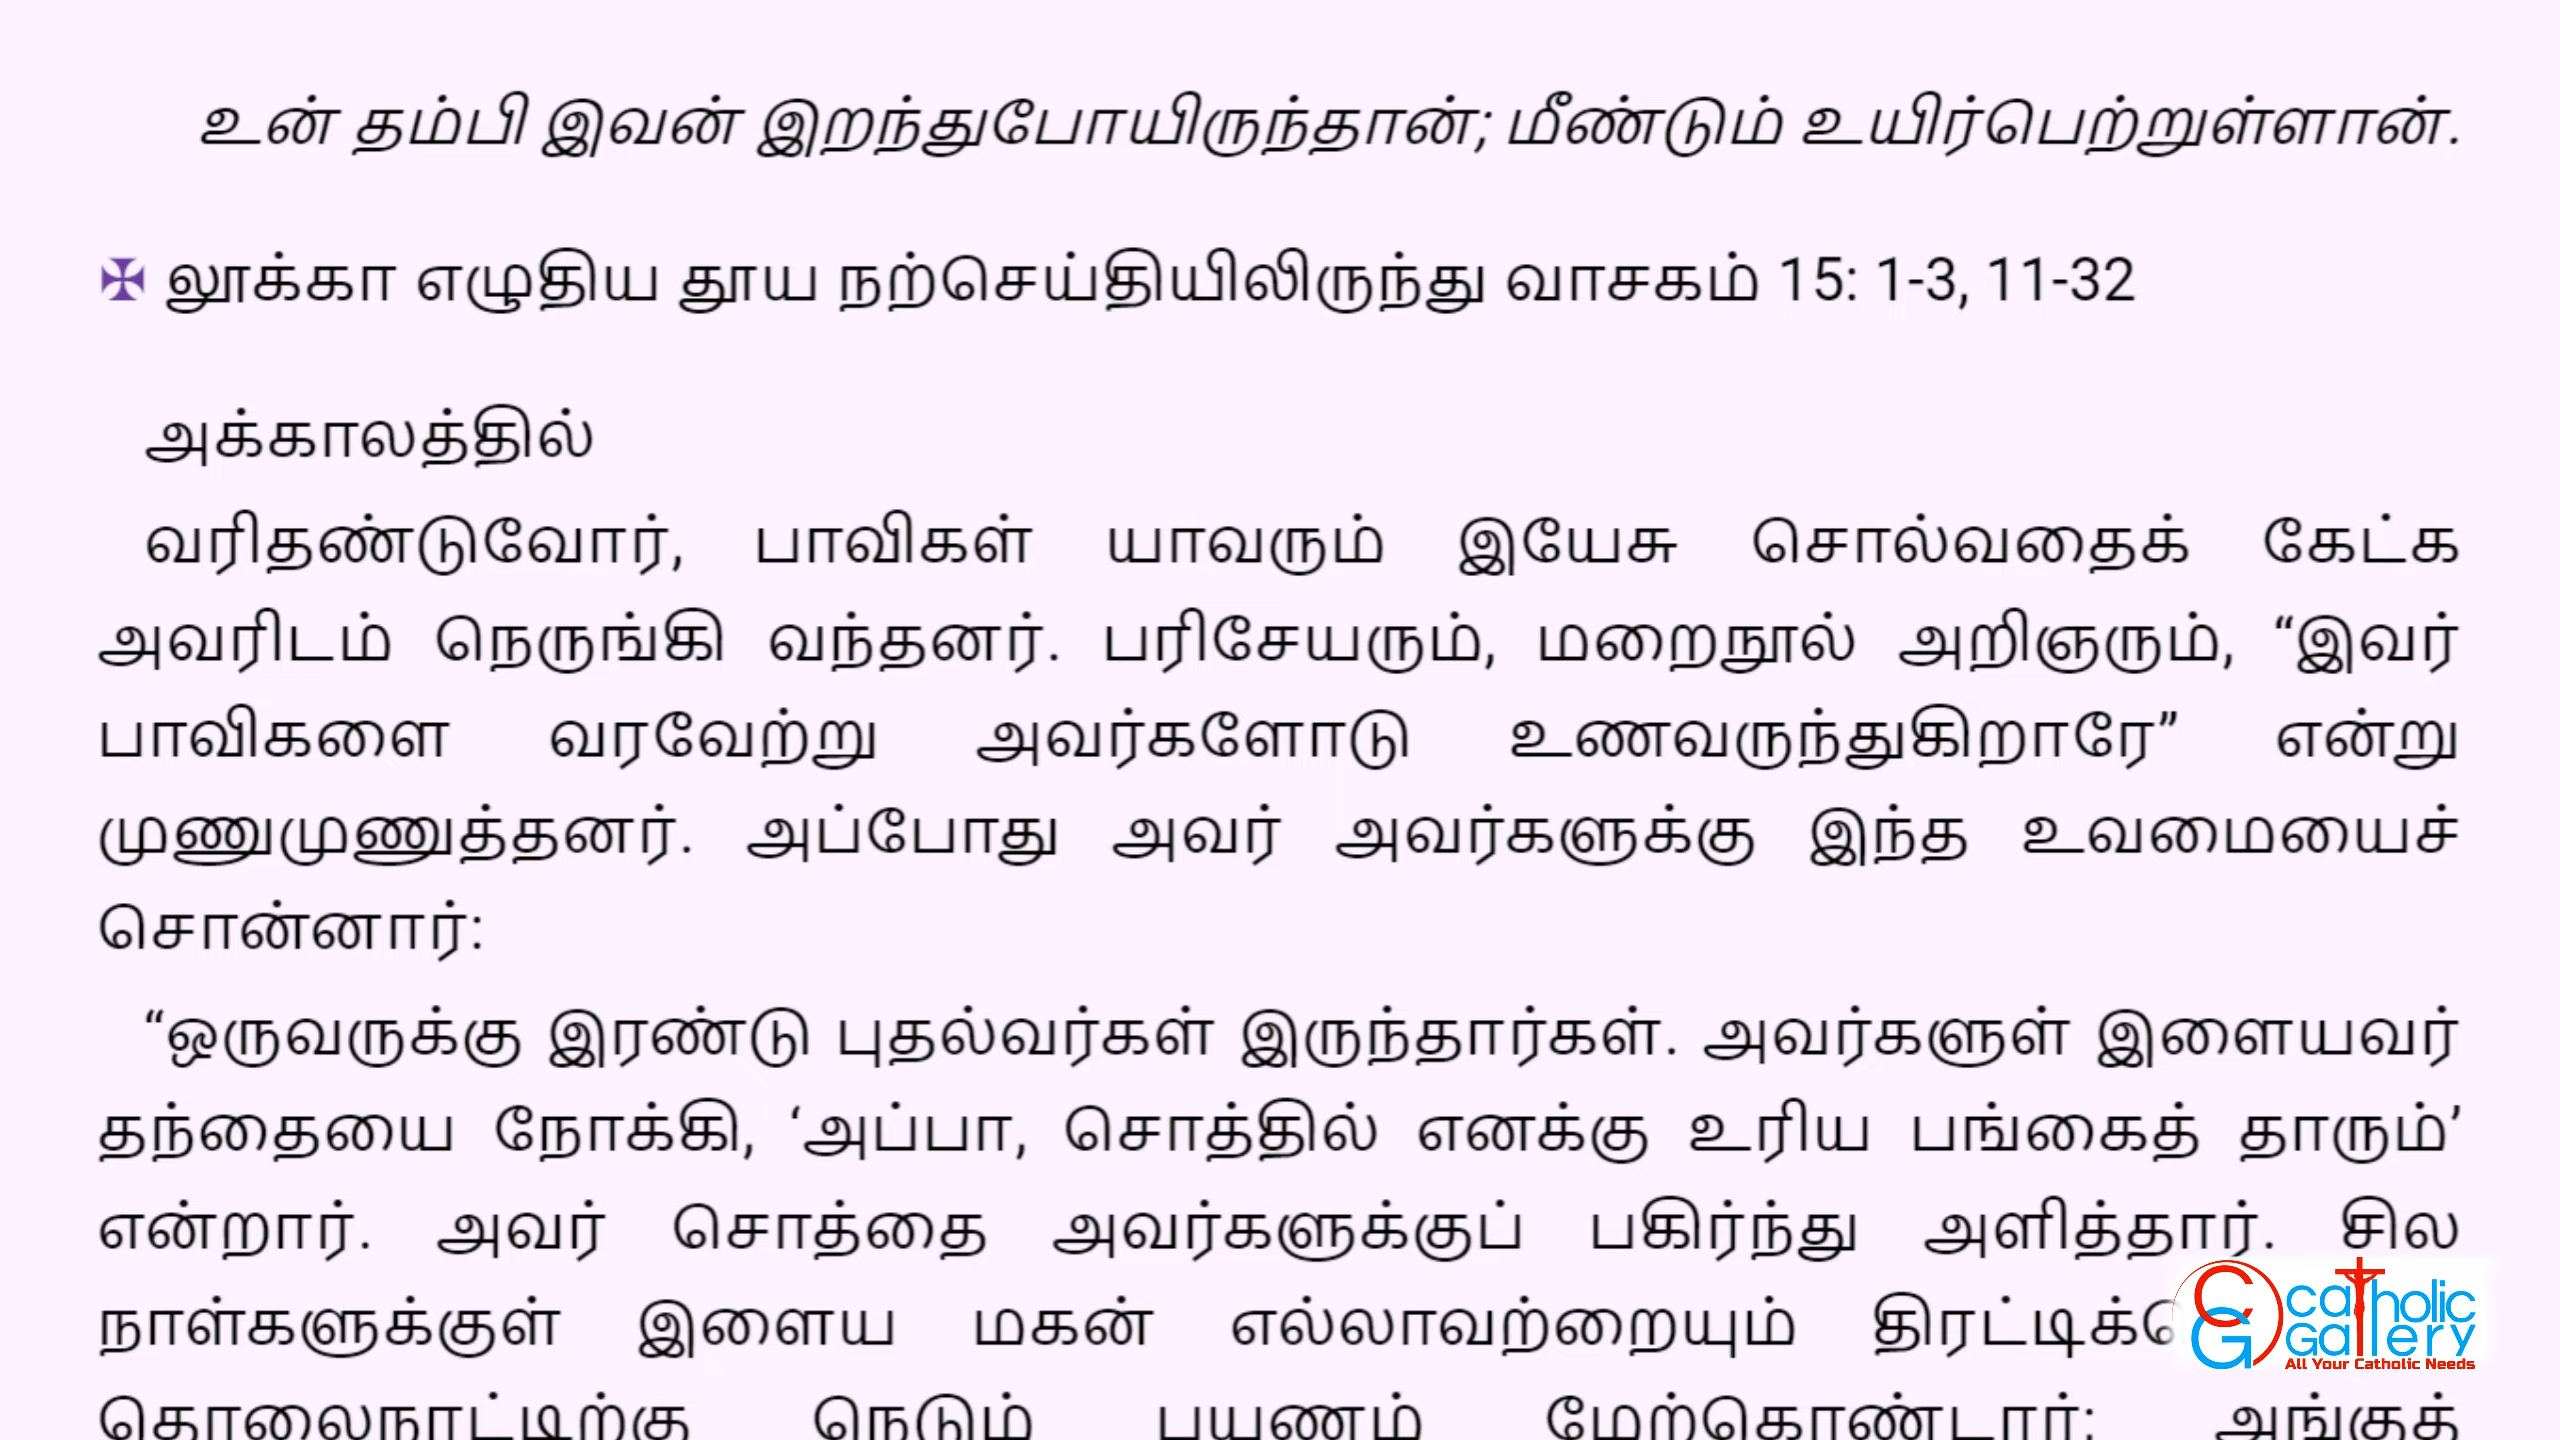 உன் தம்பி இவன் இறந்துபோயிருந்தான்; மீண்டும் உயிர்பெற்றுள்ளான்.
✠ லூக்கா எழுதிய தூய நற்செய்தியிலிருந்து வாசகம் 15: 1-3, 11-32
அக்காலத்தில்
வரிதண்டுவோர், பாவிகள் யாவரும் இயேசு சொல்வதைக் கேட்க
அவரிடம் நெருங்கி வந்தனர். பரிசேயரும், மறைநூல் அறிஞரும், “இவர்
பாவிகளை வரவேற்று அவர்களோடு உணவருந்துகிறாரே” என்று
முணுமுணுத்தனர். அப்போது அவர் அவர்களுக்கு இந்த உவமையைச்
சொன்னார்:
“ஒருவருக்கு இரண்டு புதல்வர்கள் இருந்தார்கள். அவர்களுள் இளையவர்
தந்தையை நோக்கி, ‘அப்பா, சொத்தில் எனக்கு உரிய பங்கைத் தாரும்’
என்றார். அவர் சொத்தை அவர்களுக்குப் பகிர்ந்து அளித்தார். சில
நாள்களுக்குள் இளைய மகன் எல்லாவற்றையும்
தொலைநாட்டிற்கு நெடும் பயணம் மேற்கொண்டார்; அங்குத்
CG catholic
Gallery
All Your Catholic Needs